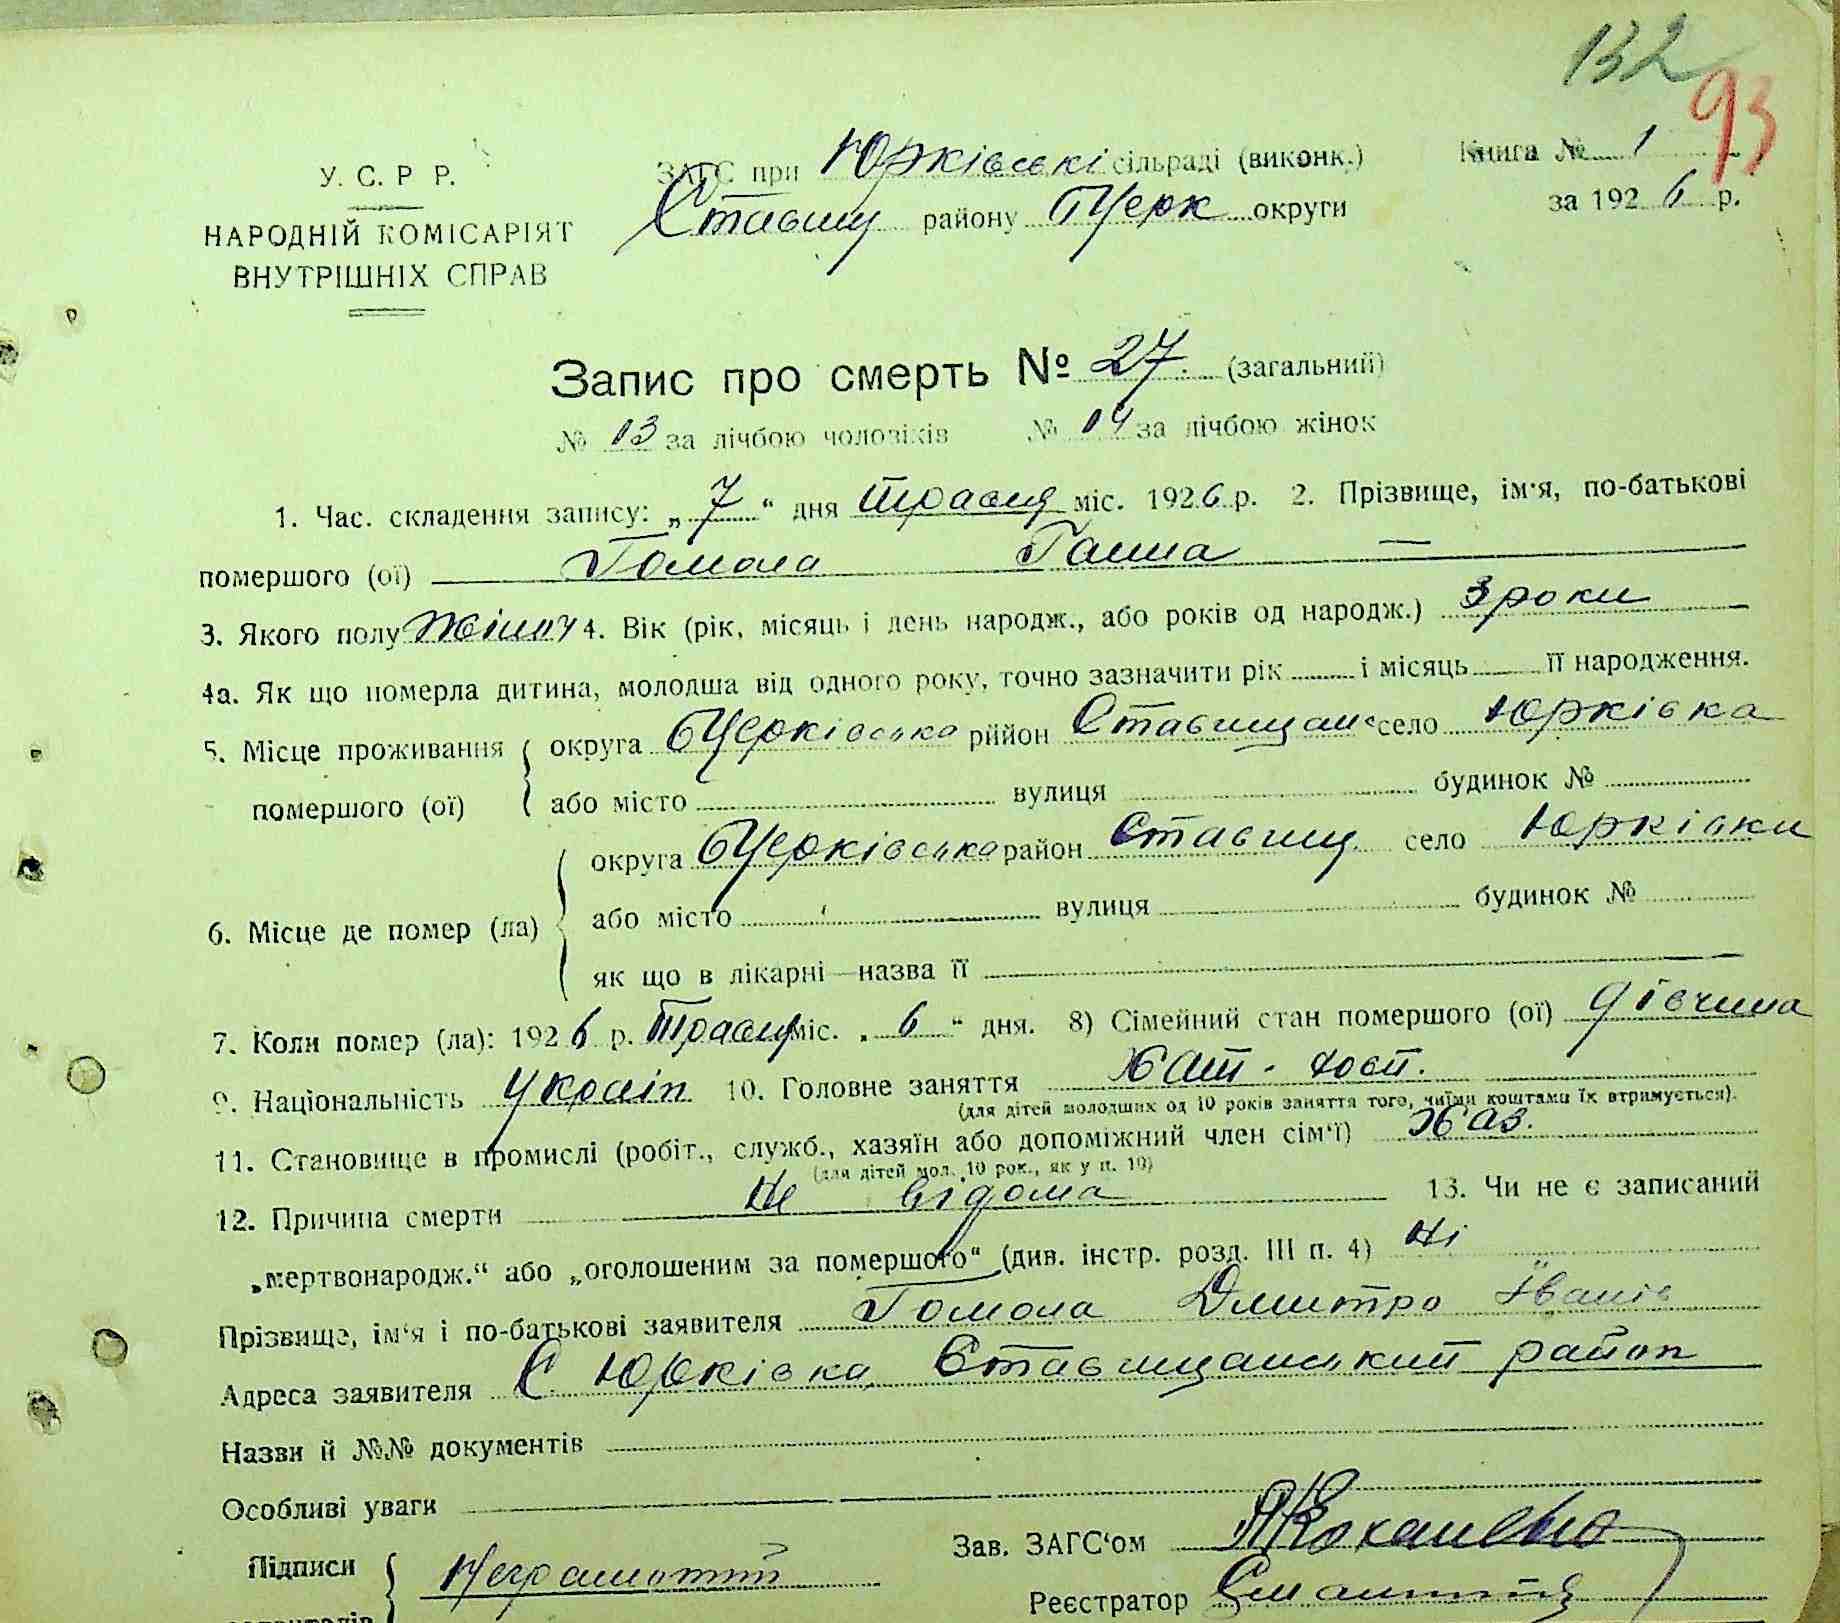 132
93
У. С. Р Р.
НАРОДНІЙ КОМІСАРІЯТ
ВНУТРІШНІХ СПРАВ
ЗАГС при Юрківські сільраді (виконк.)
Ставищ району БЦерк округи
Книга № 1
за 1926 р.
Запис про смерть № 27. (загальний)
№ 13 за лічбою чоловіків № 14 за лічбою жінок
1. Час. складення запису: „7“ дня Травня міс. 1926 р. 2. Прізвище, ім‘я, по-батькові
помершого (ої) Гомола Ганна —
3. Якого полу Жіноч 4. Вік (рік, місяць і день народж., або років од народж.) 3 роки
4а. Як що померла дитина, молодша від одного року, точно зазначити рік і місяць її народження.
5. Місце проживання округа БЦерківська рййон Ставищан село Юрківка
помершого (ої) або місто вулиця будинок №
округа БЦерківська район Ставищ село Юрківки
6. Місце де помер (ла) або місто вулиця будинок №
як що в лікарні—назва її
7. Коли помер (ла): 1926 р. Травня міс. „6“ дня. 8) Сімейний стан помершого (ої) дівчина
9. Національність Україн 10. Головне заняття Хат-госп.
(для дітей молодших од 10 років заняття того, чиїми коштами їх втримується).
11. Становище в промислі (робіт., служб., хазяїн або допоміжний член сім‘ї) Хаз.
(для дітей мол. 10 рок., як у п. 10)
12. Причина смерти Не відома 13. Чи не є записаний
„мертвонародж.“ або „оголошеним за помершого“ (див. інстр. розд. III п. 4) Ні
Прізвище, ім‘я і по-батькові заявителя Гомола Дмитро Іванів
Адреса заявителя С. Юрківка, Ставищанський район
Назви й №№ документів
Особливі уваги
Зав. ЗАГС‘ом
Підписи Неграмотний
Реєстратор